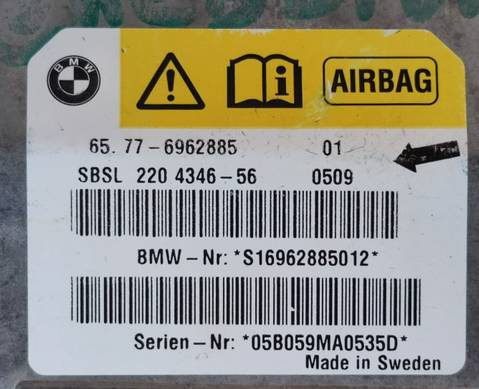 BMW
AIRBAG
65. 77-6962885 01
SBSL 220 4346-56 0509
BMW-Nr: *S16962885012*
Serien-Nr: *05B059MA0535D*
Made in Sweden